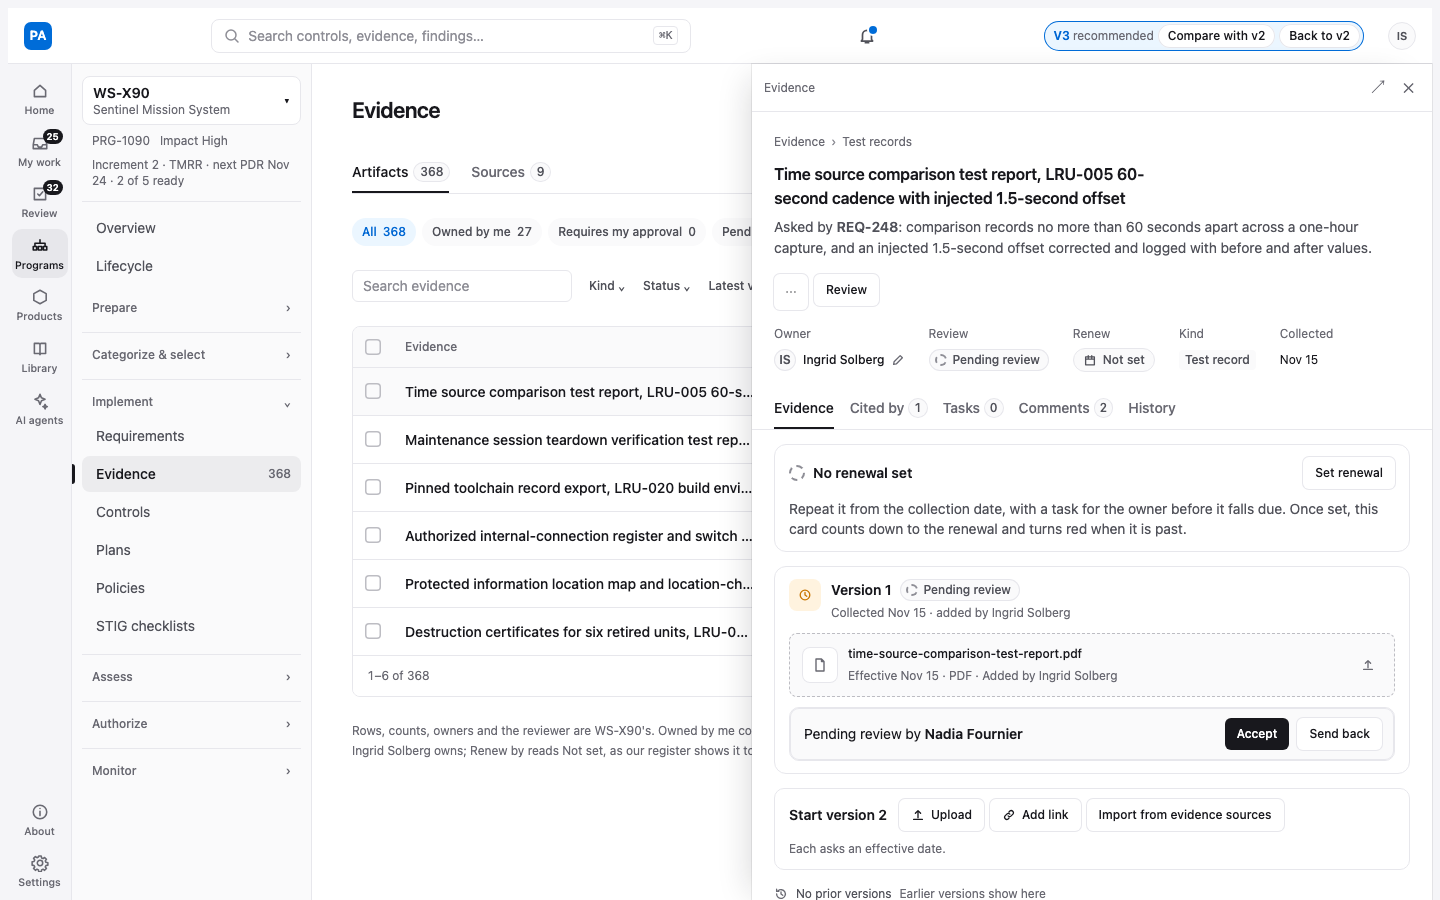 PA
Search controls, evidence, findings...
⌘K
V3 recommended
Compare with v2
Back to v2
IS
Home
25
My work
32
Review
Programs
Products
Library
AI agents
About
Settings
WS-X90
Sentinel Mission System
PRG-1090 Impact High
Increment 2 · TMRR · next PDR Nov
24 · 2 of 5 ready
Overview
Lifecycle
Prepare
Categorize & select
Implement
Requirements
Evidence 368
Controls
Plans
Policies
STIG checklists
Assess
Authorize
Monitor
Evidence
Artifacts 368
Sources 9
All 368
Owned by me 27
Requires my approval 0
Pend
Search evidence
Kind
Status
Latest v
Evidence
Time source comparison test report, LRU-005 60-s...
Maintenance session teardown verification test rep...
Pinned toolchain record export, LRU-020 build envi...
Authorized internal-connection register and switch ...
Protected information location map and location-ch...
Destruction certificates for six retired units, LRU-0...
1–6 of 368
Rows, counts, owners and the reviewer are WS-X90's. Owned by me co
Ingrid Solberg owns; Renew by reads Not set, as our register shows it to
Evidence
Evidence › Test records
Time source comparison test report, LRU-005 60-
second cadence with injected 1.5-second offset
Asked by REQ-248: comparison records no more than 60 seconds apart across a one-hour
capture, and an injected 1.5-second offset corrected and logged with before and after values.
...
Review
Owner
IS Ingrid Solberg
Review
Pending review
Renew
Not set
Kind
Test record
Collected
Nov 15
Evidence
Cited by 1
Tasks 0
Comments 2
History
No renewal set
Set renewal
Repeat it from the collection date, with a task for the owner before it falls due. Once set, this
card counts down to the renewal and turns red when it is past.
Version 1 Pending review
Collected Nov 15 · added by Ingrid Solberg
time-source-comparison-test-report.pdf
Effective Nov 15 · PDF · Added by Ingrid Solberg
Pending review by Nadia Fournier
Accept
Send back
Start version 2
Upload
Add link
Import from evidence sources
Each asks an effective date.
No prior versions Earlier versions show here